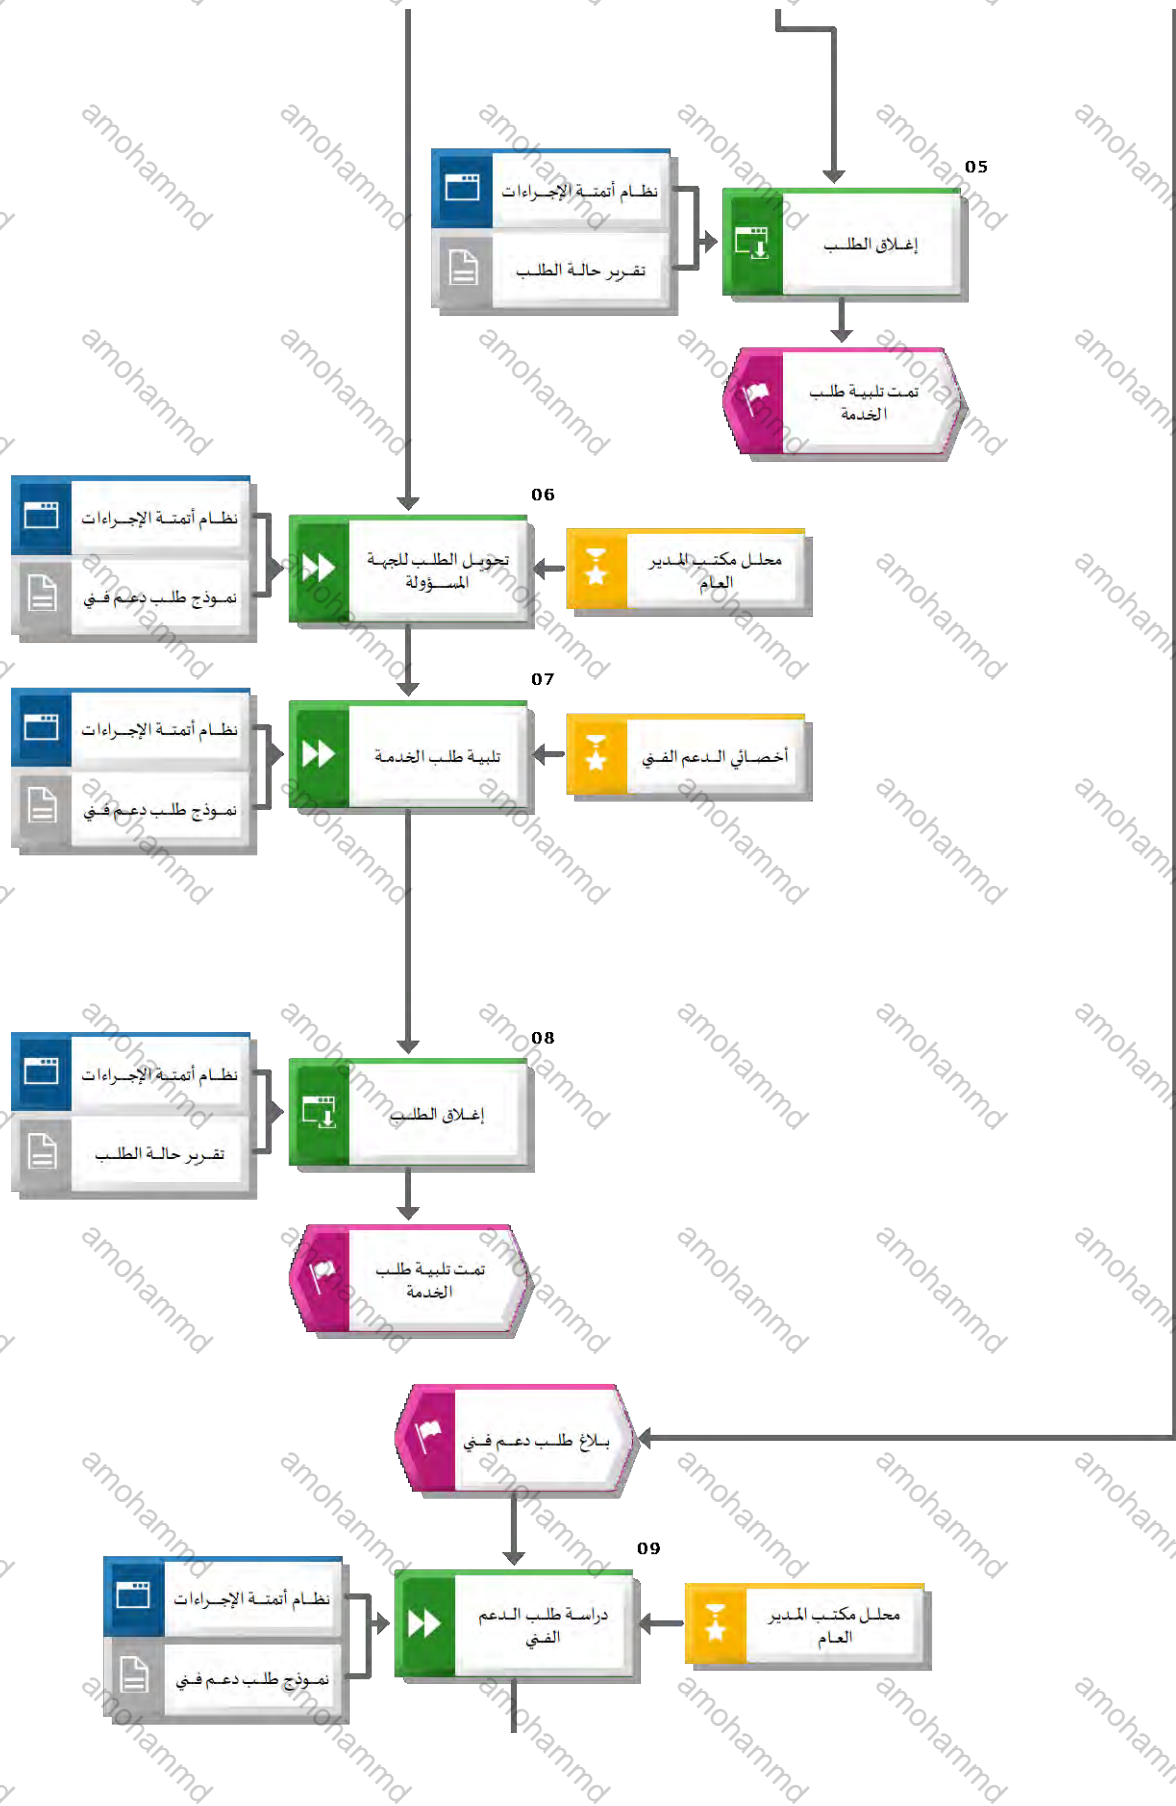 05
نظام أتمتة الإجراءات
إغلاق الطلب
تقرير حالة الطلب
تمت تلبية طلب
الخدمة
06
نظام أتمتة الإجراءات
تحويل الطلب للجهة
المسؤولة
محلل مكتب المدير
العام
نموذج طلب دعم فني
07
نظام أتمتة الإجراءات
تلبية طلب الخدمة
أخصائي الدعم الفني
نموذج طلب دعم فني
08
نظام أتمتة الإجراءات
إغلاق الطلب
تقرير حالة الطلب
تمت تلبية طلب
الخدمة
بلاغ طلب دعم فني
09
نظام أتمتة الإجراءات
دراسة طلب الدعم
الفني
محلل مكتب المدير
العام
نموذج طلب دعم فني
amohammd